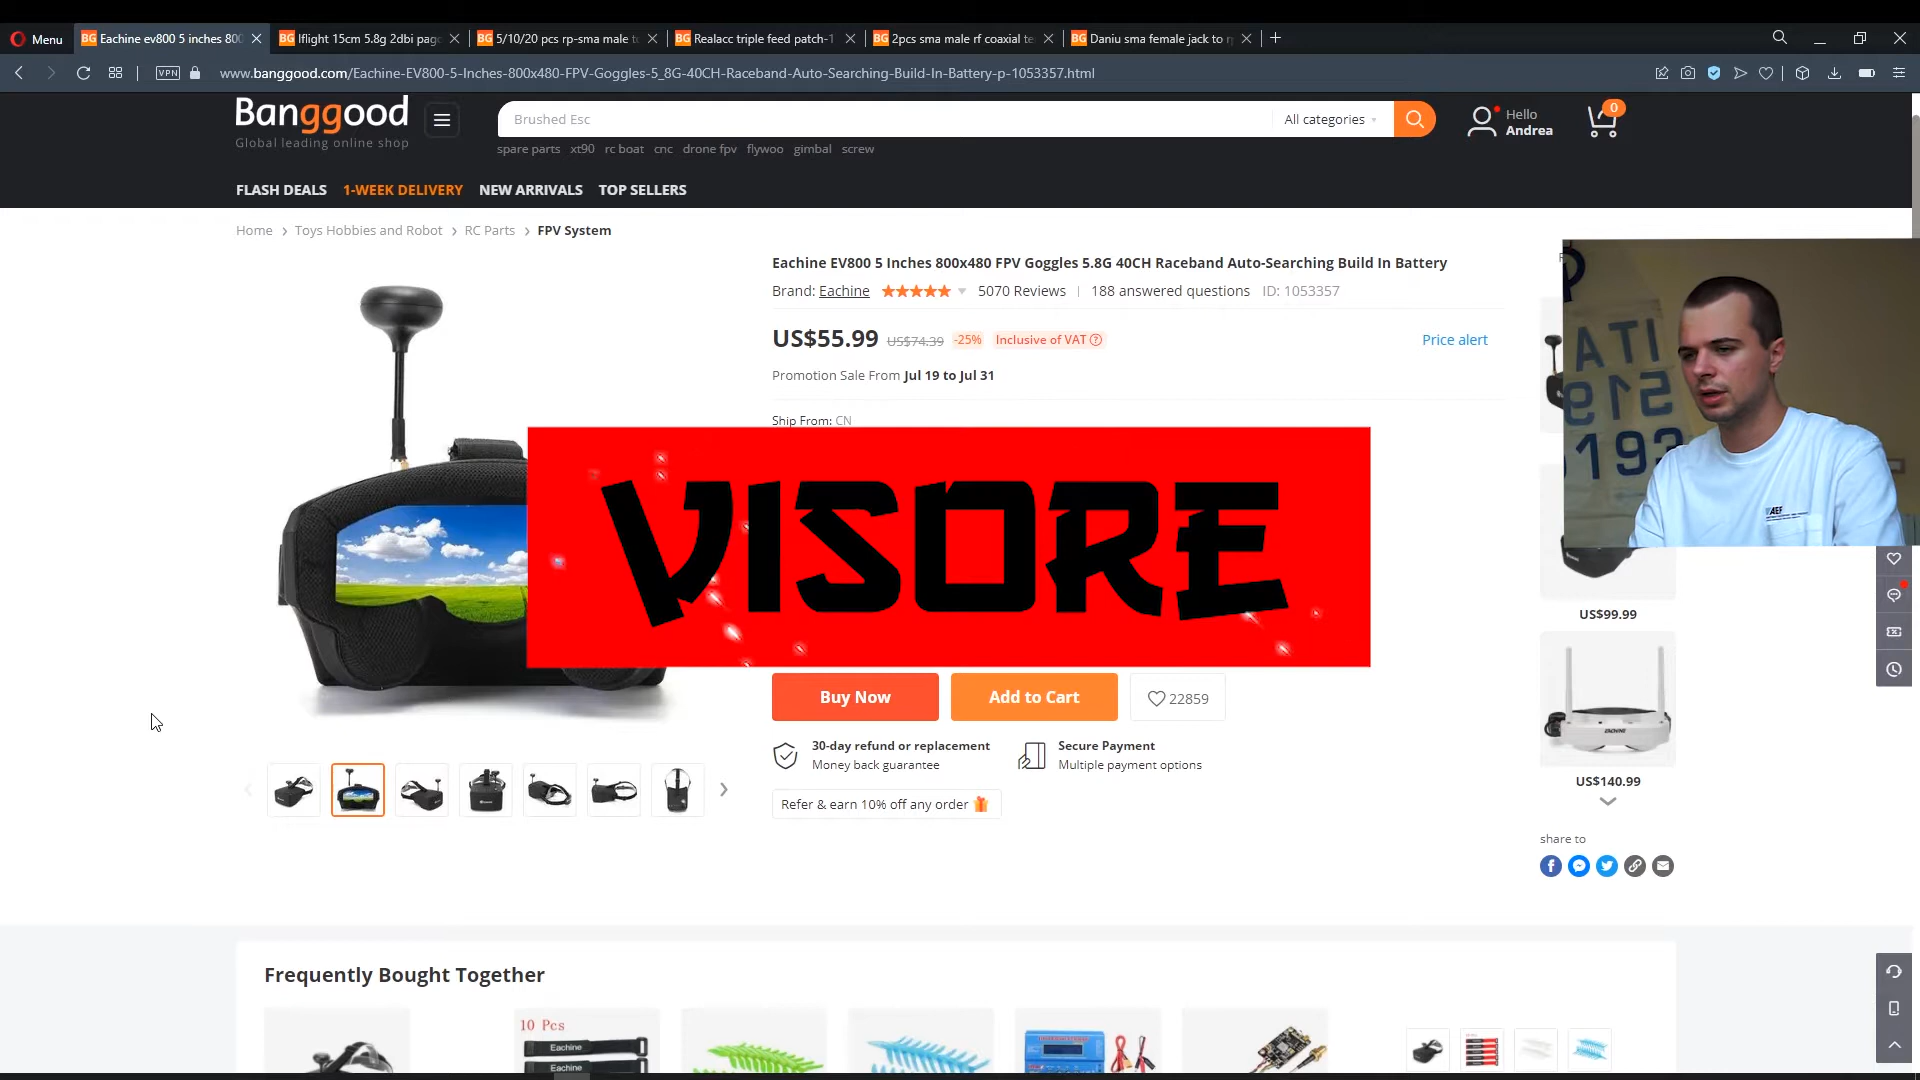 Menu
Eachine ev800 5 inches 800
Iflight 15cm 5.8g 2dbi pago
5/10/20 pcs rp-sma male to
Realacc triple feed patch-1
2pcs sma male rf coaxial te
Daniu sma female jack to r
VPN
www.banggood.com/Eachine-EV800-5-Inches-800x480-FPV-Goggles-5_8G-40CH-Raceband-Auto-Searching-Build-In-Battery-p-1053357.html
Banggood
Global leading online shop
Brushed Esc
All categories
Hello
Andrea
0
spare parts xt90 rc boat cnc drone fpv flywoo gimbal screw
FLASH DEALS 1-WEEK DELIVERY NEW ARRIVALS TOP SELLERS
Home > Toys Hobbies and Robot > RC Parts > FPV System
Eachine EV800 5 Inches 800x480 FPV Goggles 5.8G 40CH Raceband Auto-Searching Build In Battery
Brand: Eachine 5070 Reviews | 188 answered questions ID: 1053357
US$55.99 US$74.39 -25% Inclusive of VAT
Price alert
Promotion Sale From Jul 19 to Jul 31
Ship From: CN
VISORE
Buy Now
Add to Cart
22859
30-day refund or replacement
Money back guarantee
Secure Payment
Multiple payment options
Refer & earn 10% off any order
US$99.99
US$140.99
share to
AEF
Frequently Bought Together
10 Pcs
Eachine
Eachine